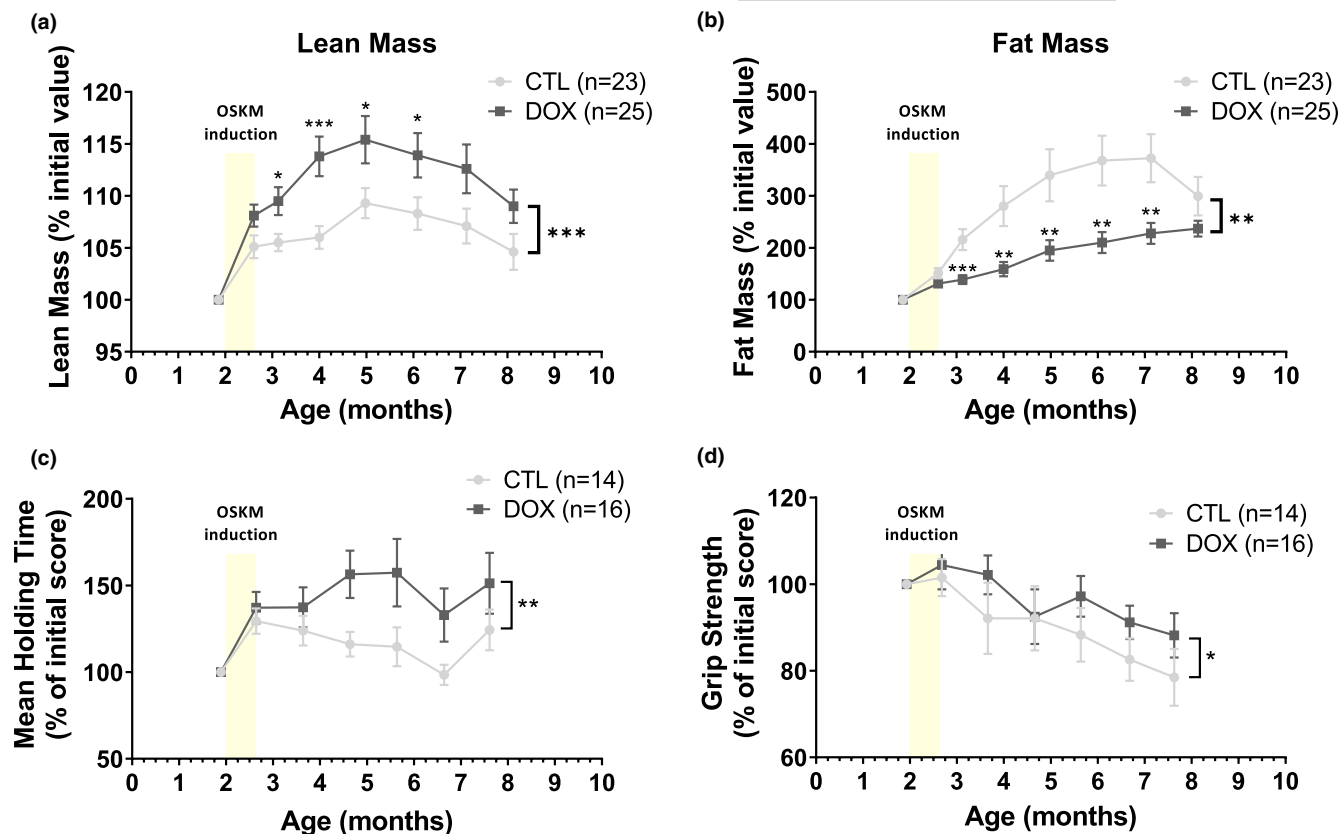 (a)
Lean Mass
Lean Mass (% initial value)
120
115
110
105
100
95
OSKM
induction
CTL (n=23)
DOX (n=25)
*
***
*
*
***
0 1 2 3 4 5 6 7 8 9 10
Age (months)
(b)
Fat Mass
Fat Mass (% initial value)
500
400
300
200
100
0
OSKM
induction
CTL (n=23)
DOX (n=25)
***
**
**
**
**
**
0 1 2 3 4 5 6 7 8 9 10
Age (months)
(c)
Mean Holding Time
(% of initial score)
200
150
100
50
OSKM
induction
CTL (n=14)
DOX (n=16)
**
0 1 2 3 4 5 6 7 8 9 10
Age (months)
(d)
Grip Strength
(% of initial score)
120
100
80
60
OSKM
induction
CTL (n=14)
DOX (n=16)
*
0 1 2 3 4 5 6 7 8 9 10
Age (months)